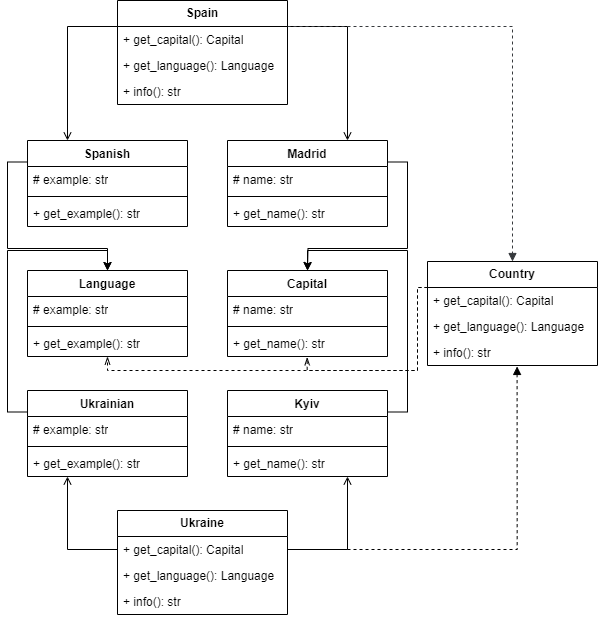 Spain
+ get_capital(): Capital
+ get_language(): Language
+ info(): str
Spanish
# example: str
+ get_example(): str
Madrid
# name: str
+ get_name(): str
Language
# example: str
+ get_example(): str
Capital
# name: str
+ get_name(): str
Country
+ get_capital(): Capital
+ get_language(): Language
+ info(): str
Ukrainian
# example: str
+ get_example(): str
Kyiv
# name: str
+ get_name(): str
Ukraine
+ get_capital(): Capital
+ get_language(): Language
+ info(): str